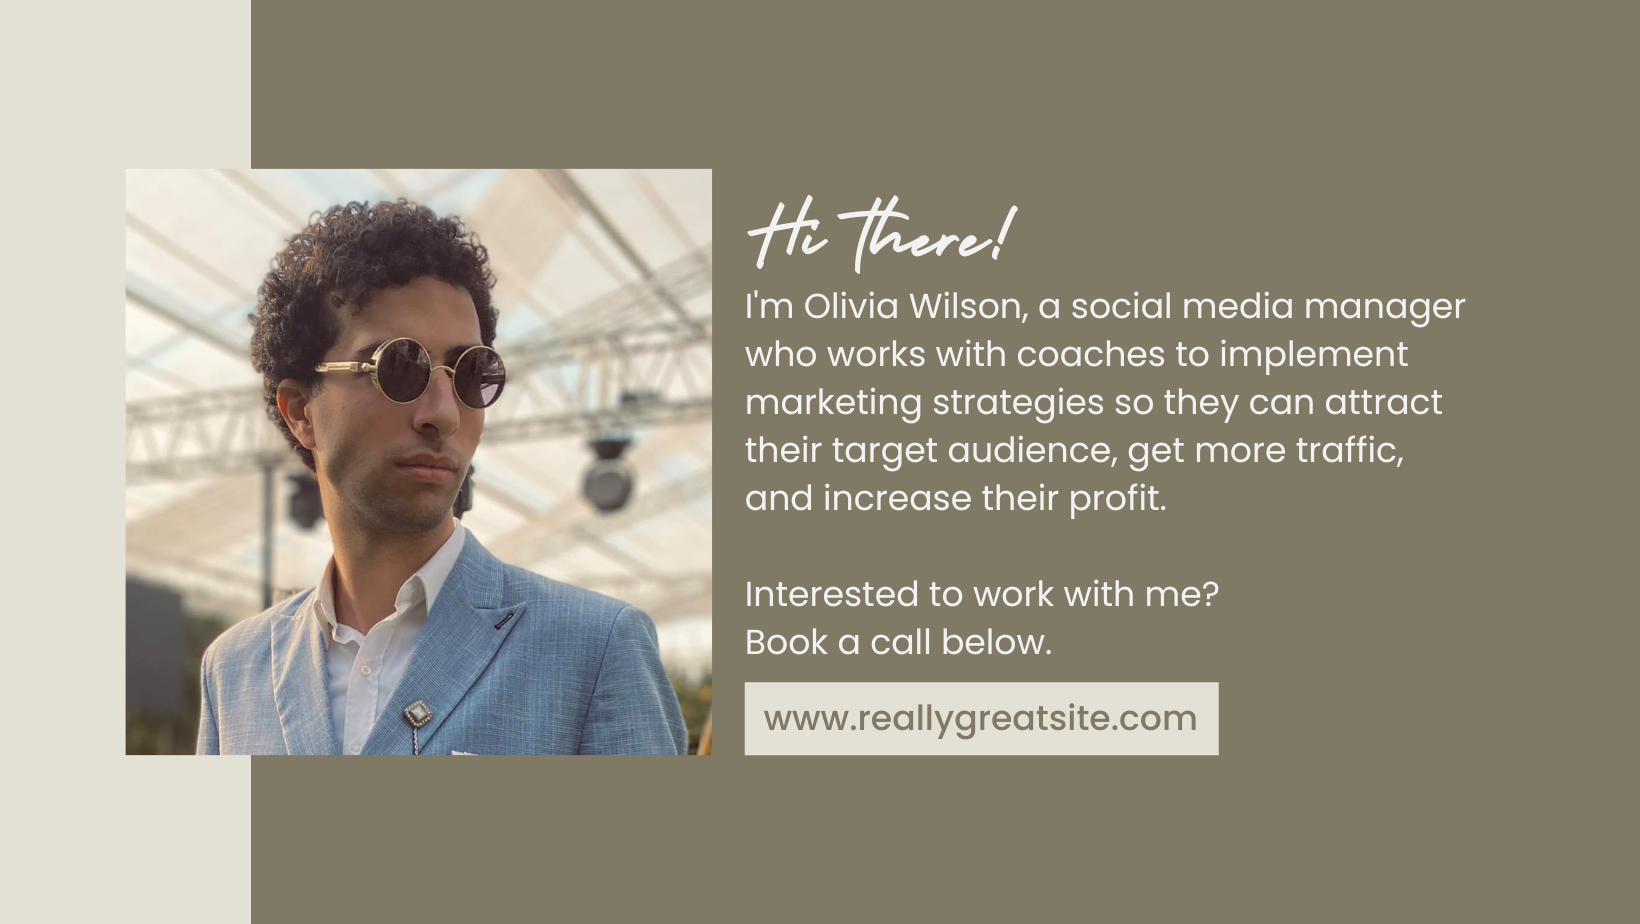 Hi There!
I'm Olivia Wilson, a social media manager
who works with coaches to implement
marketing strategies so they can attract
their target audience, get more traffic,
and increase their profit.
Interested to work with me?
Book a call below.
www.reallygreatsite.com